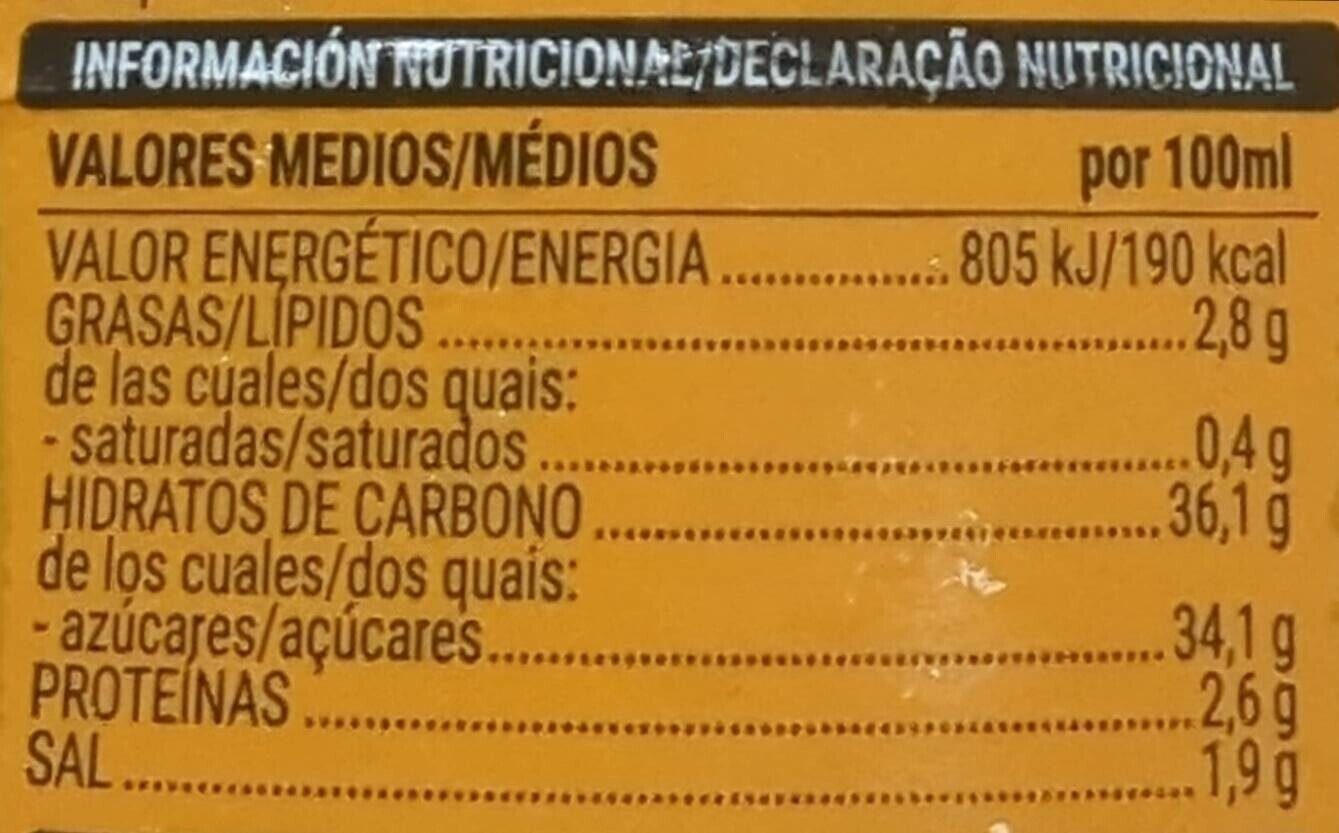 INFORMACIÓN NUTRICIONAL/DECLARAÇÃO NUTRICIONAL
VALORES MEDIOS/MÉDIOS por 100ml
VALOR ENERGÉTICO/ENERGIA ................ 805 kJ/190 kcal
GRASAS/LÍPIDOS ................ 2,8 g
de las cuales/dos quais:
- saturadas/saturados ................ 0,4 g
HIDRATOS DE CARBONO ................ 36,1 g
de los cuales/dos quais:
- azúcares/açúcares ................ 34,1 g
PROTEÍNAS ................ 2,6 g
SAL ................ 1,9 g